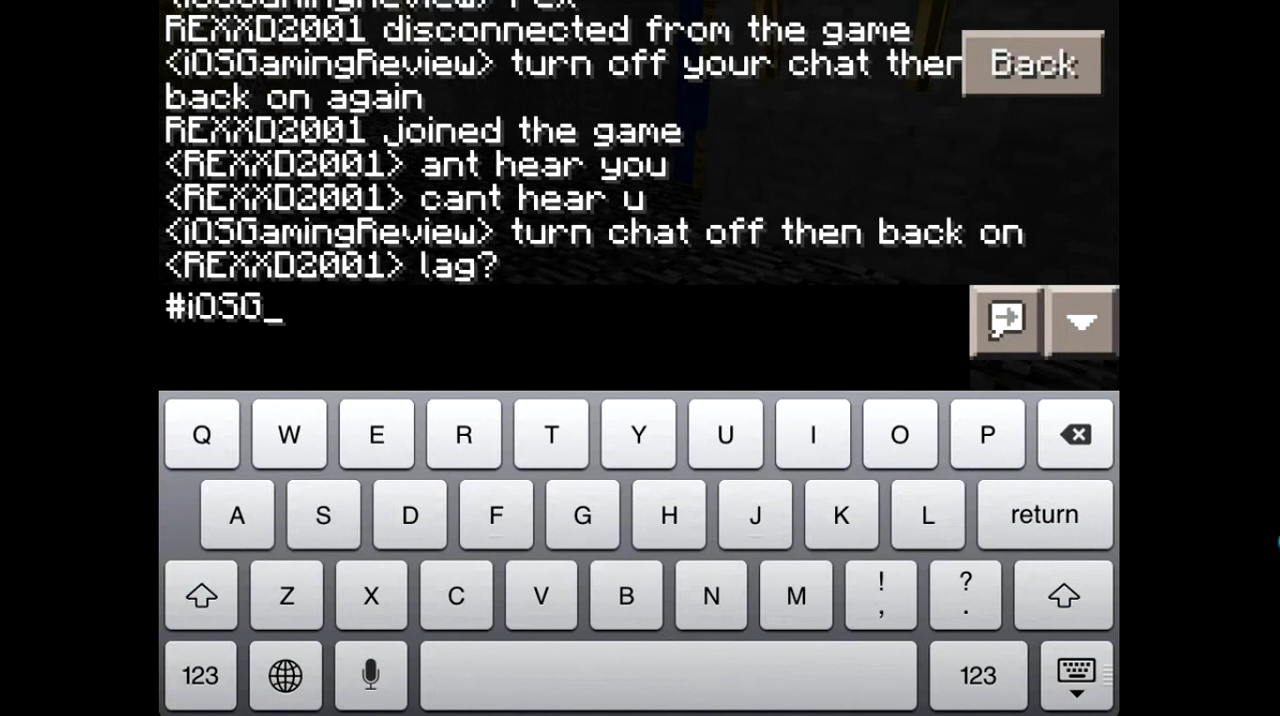 REXXD2001 disconnected from the game
<iOSGamingReview> turn off your chat then
Back
back on again
REXXD2001 joined the game
<REXXD2001> ant hear you
<REXXD2001> cant hear u
<iOSGamingReview> turn chat off then back on
<REXXD2001> lag?
#iOSG_
Q W E R T Y U I O P
A S D F G H J K L return
Z X C V B N M ! , ? .
123 123